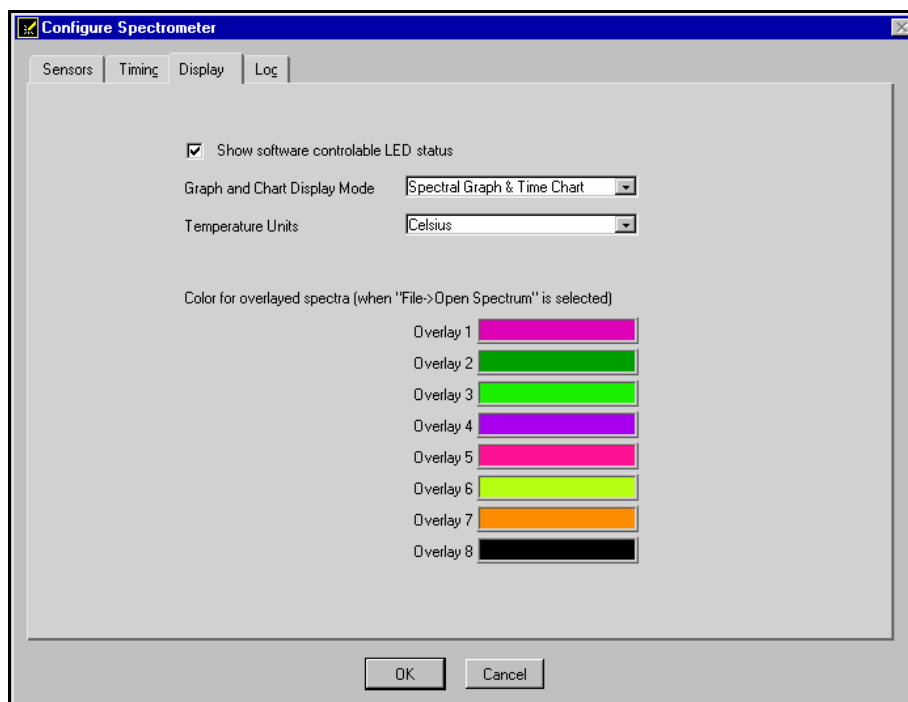 Configure Spectrometer
Sensors Timing Display Log
Show software controlable LED status
Graph and Chart Display Mode Spectral Graph & Time Chart
Temperature Units Celsius
Color for overlayed spectra (when "File->Open Spectrum" is selected)
Overlay 1
Overlay 2
Overlay 3
Overlay 4
Overlay 5
Overlay 6
Overlay 7
Overlay 8
OK Cancel